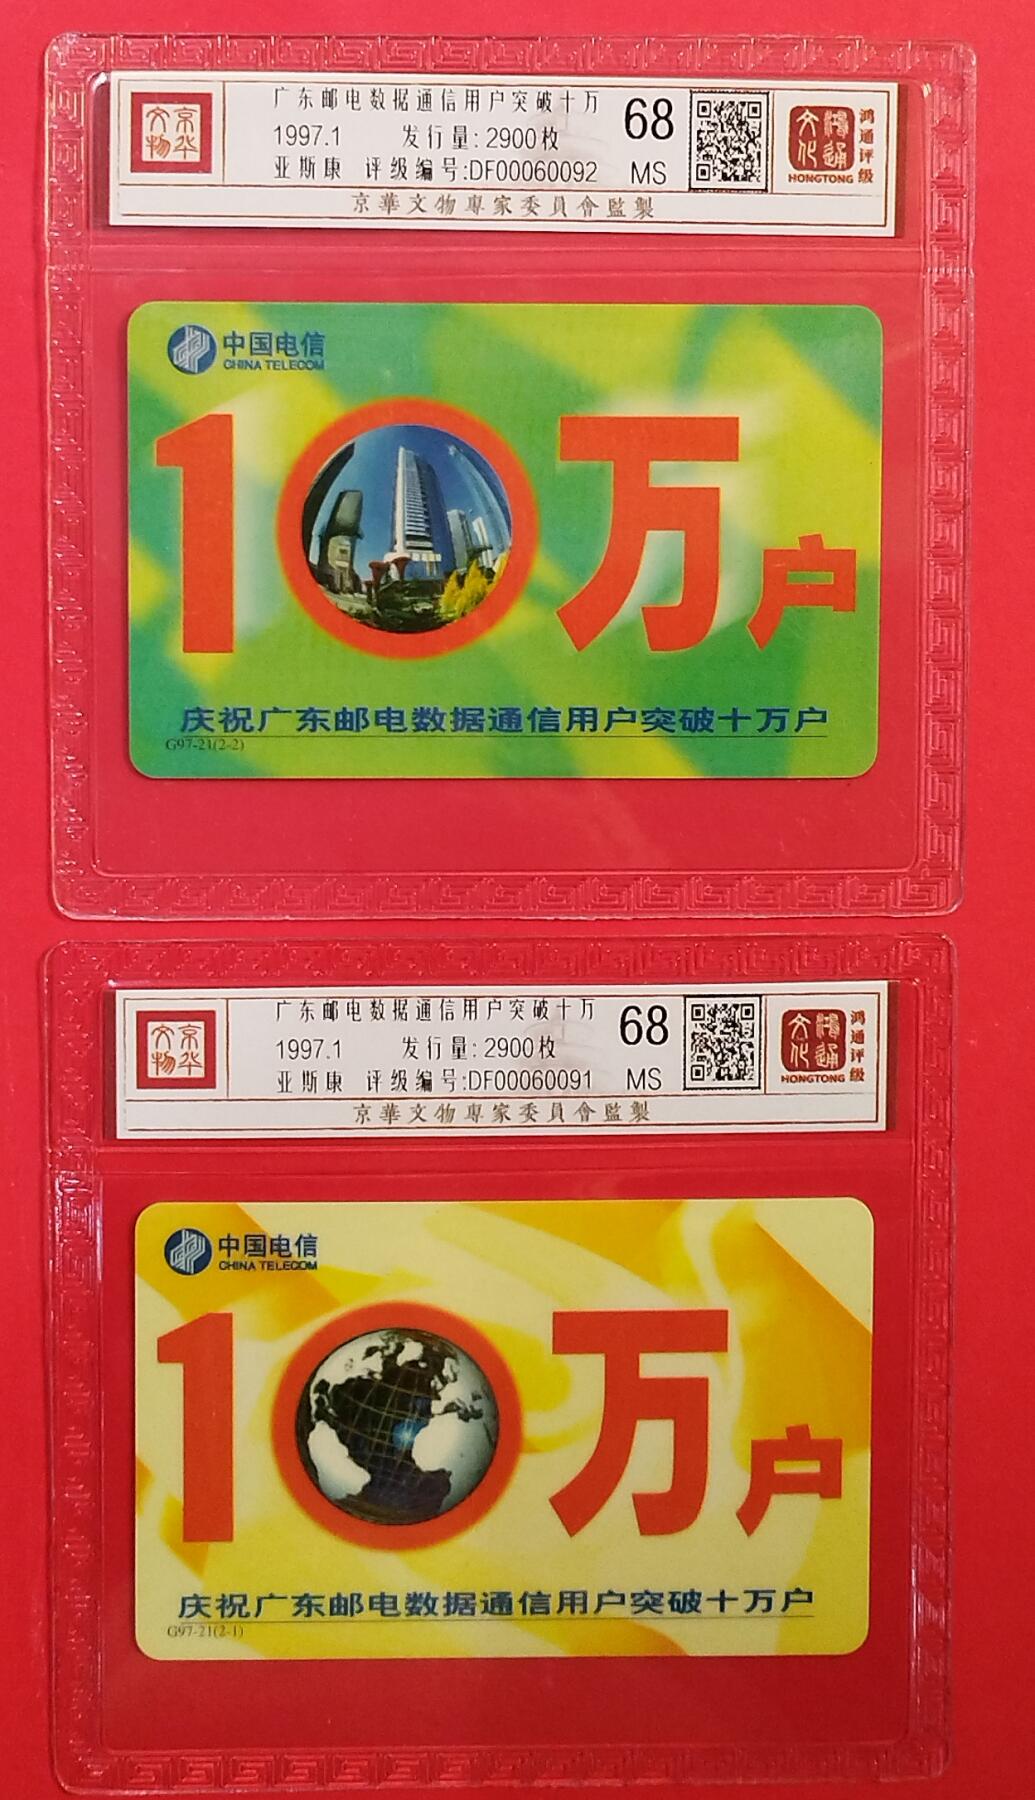 京华文物
广东邮电数据通信用户突破十万
1997.1 发行量:2900枚
亚斯康 评级编号:DF00060092
68
MS
鸿通文化
HONGTONG
鸿通评级
京華文物專家委員會監製
中国电信
CHINA TELECOM
10万户
庆祝广东邮电数据通信用户突破十万户
G97-21(2-2)
京华文物
广东邮电数据通信用户突破十万
1997.1 发行量:2900枚
亚斯康 评级编号:DF00060091
68
MS
鸿通文化
HONGTONG
鸿通评级
京華文物專家委員會監製
中国电信
CHINA TELECOM
10万户
庆祝广东邮电数据通信用户突破十万户
G97-21(2-1)